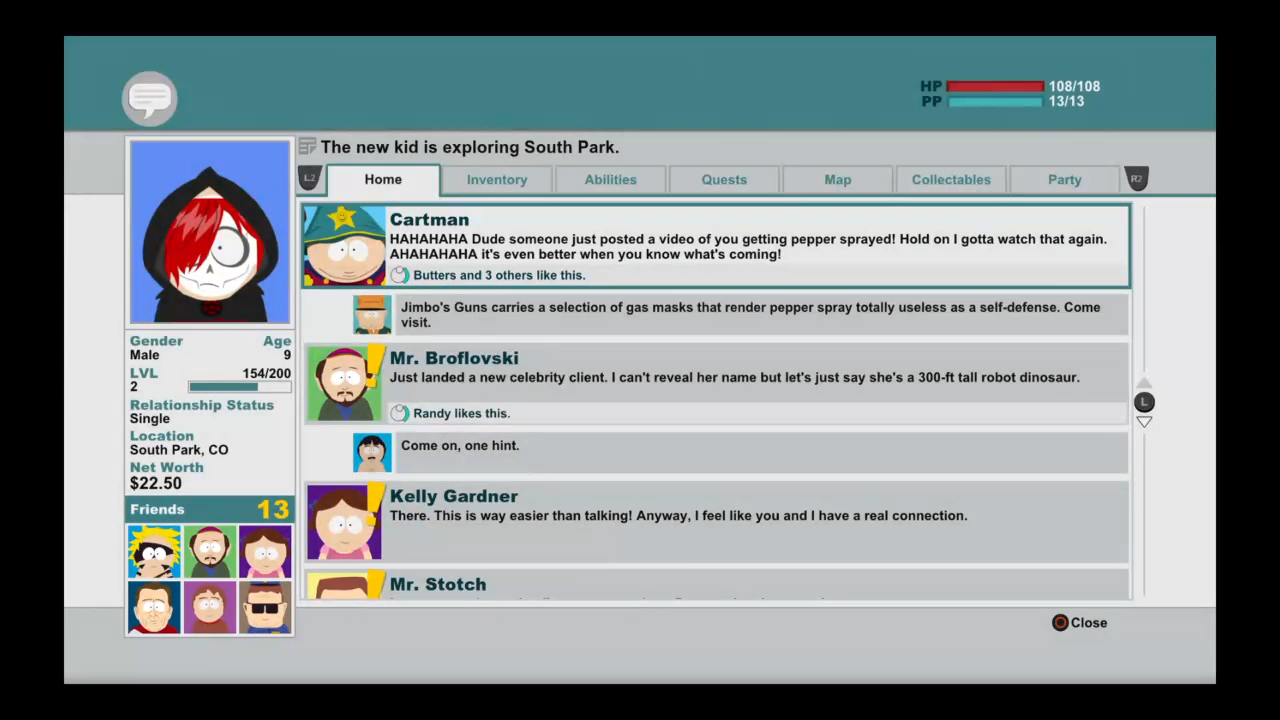 HP 108/108
PP 13/13
The new kid is exploring South Park.
L2 Home Inventory Abilities Quests Map Collectables Party R2
Cartman
HAHAHAHA Dude someone just posted a video of you getting pepper sprayed! Hold on I gotta watch that again.
AHAHAHAHA it's even better when you know what's coming!
Butters and 3 others like this.
Jimbo's Guns carries a selection of gas masks that render pepper spray totally useless as a self-defense. Come
visit.
Mr. Broflovski
Just landed a new celebrity client. I can't reveal her name but let's just say she's a 300-ft tall robot dinosaur.
Randy likes this.
Come on, one hint.
Kelly Gardner
There. This is way easier than talking! Anyway, I feel like you and I have a real connection.
Mr. Stotch
Gender Age
Male 9
LVL 154/200
2
Relationship Status
Single
Location
South Park, CO
Net Worth
$22.50
Friends 13
L
Close